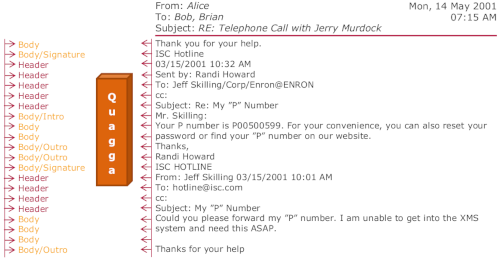 From: Alice
Mon, 14 May 2001
To: Bob, Brian
07:15 AM
Subject: RE: Telephone Call with Jerry Murdock
Body
Thank you for your help.
Body/Signature
ISC Hotline
Header
03/15/2001 10:32 AM
Header
Sent by: Randi Howard
Header
To: Jeff Skilling/Corp/Enron@ENRON
Header
cc:
Header
Subject: Re: My ”P” Number
Body/Intro
Mr. Skilling:
Body
Your P number is P00500599. For your convenience, you can also reset your
Body
password or find your ”P” number on our website.
Body/Outro
Thanks,
Body/Outro
Randi Howard
Body/Signature
ISC HOTLINE
Header
From: Jeff Skilling 03/15/2001 10:01 AM
Header
To: hotline@isc.com
Header
cc:
Header
Subject: My ”P” Number
Body
Could you please forward my ”P” number. I am unable to get into the XMS
Body
system and need this ASAP.
Body
Body/Outro
Thanks for your help
Quagga